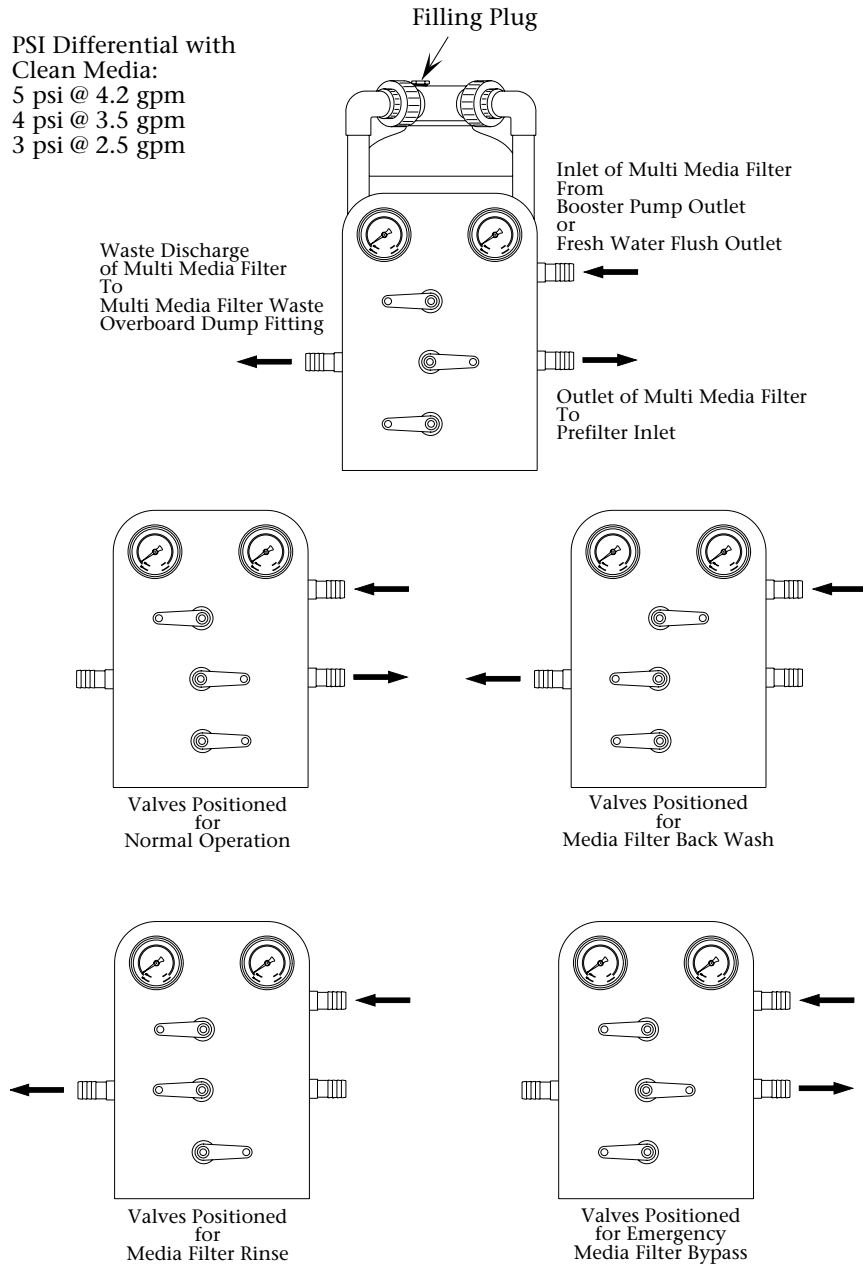 Filling Plug
PSI Differential with
Clean Media:
5 psi @ 4.2 gpm
4 psi @ 3.5 gpm
3 psi @ 2.5 gpm
Inlet of Multi Media Filter
From
Booster Pump Outlet
or
Fresh Water Flush Outlet
Waste Discharge
of Multi Media Filter
To
Multi Media Filter Waste
Overboard Dump Fitting
Outlet of Multi Media Filter
To
Prefilter Inlet
Valves Positioned
for
Normal Operation
Valves Positioned
for
Media Filter Back Wash
Valves Positioned
for
Media Filter Rinse
Valves Positioned
for Emergency
Media Filter Bypass